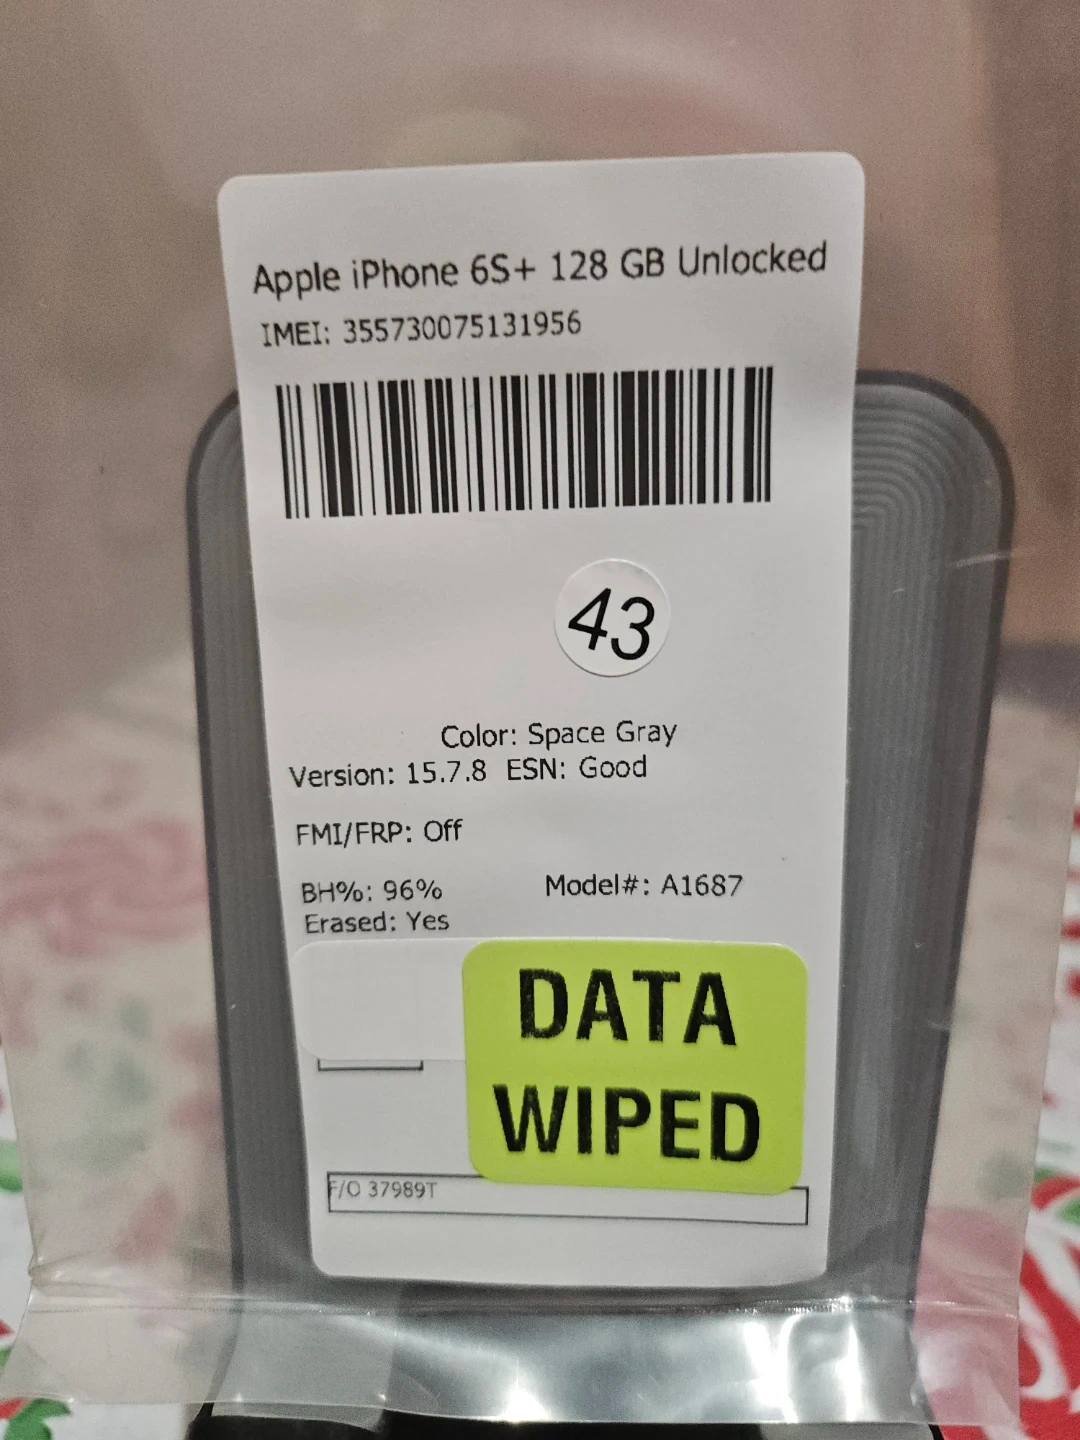 Apple iPhone 6S+ 128 GB Unlocked
IMEI: 355730075131956
43
Color: Space Gray
Version: 15.7.8 ESN: Good
FMI/FRP: Off
BH%: 96% Model#: A1687
Erased: Yes
DATA
WIPED
F/O 37989T